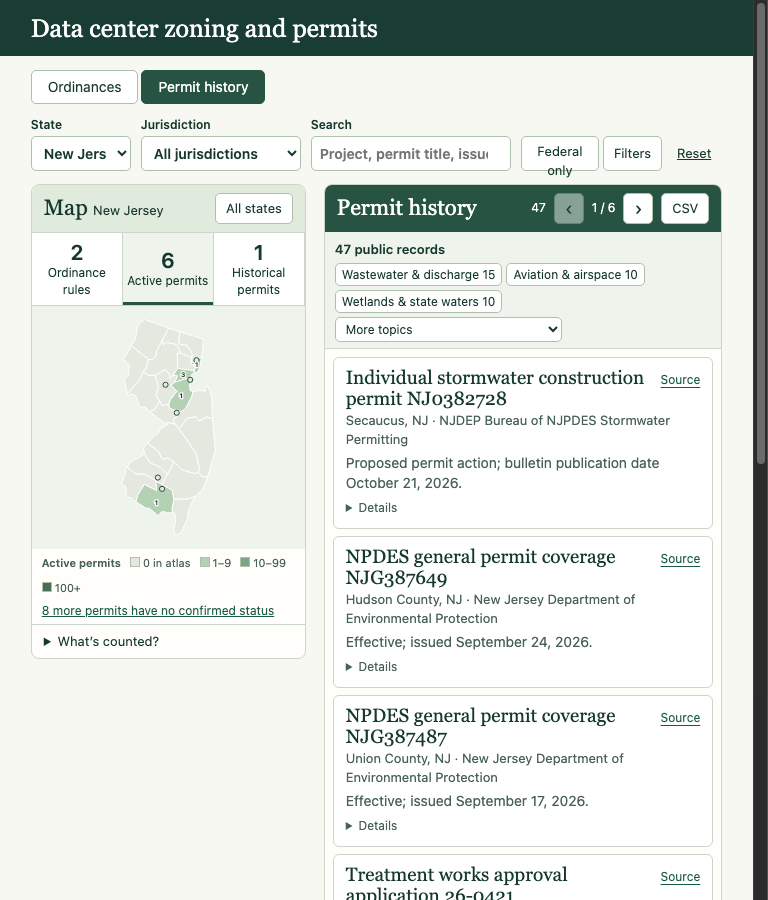 Data center zoning and permits
Ordinances
Permit history
State
Jurisdiction
Search
New Jers
All jurisdictions
Project, permit title, issu
Federal only
Filters
Reset
Map New Jersey
All states
2
Ordinance rules
6
Active permits
1
Historical permits
1
3
1
1
Active permits
0 in atlas
1–9
10–99
100+
8 more permits have no confirmed status
What's counted?
Permit history
47
‹
1 / 6
›
CSV
47 public records
Wastewater & discharge 15
Aviation & airspace 10
Wetlands & state waters 10
More topics
Individual stormwater construction
permit NJ0382728
Source
Secaucus, NJ · NJDEP Bureau of NJPDES Stormwater
Permitting
Proposed permit action; bulletin publication date
October 21, 2026.
Details
NPDES general permit coverage
NJG387649
Source
Hudson County, NJ · New Jersey Department of
Environmental Protection
Effective; issued September 24, 2026.
Details
NPDES general permit coverage
NJG387487
Source
Union County, NJ · New Jersey Department of
Environmental Protection
Effective; issued September 17, 2026.
Details
Treatment works approval
application 26-0421
Source